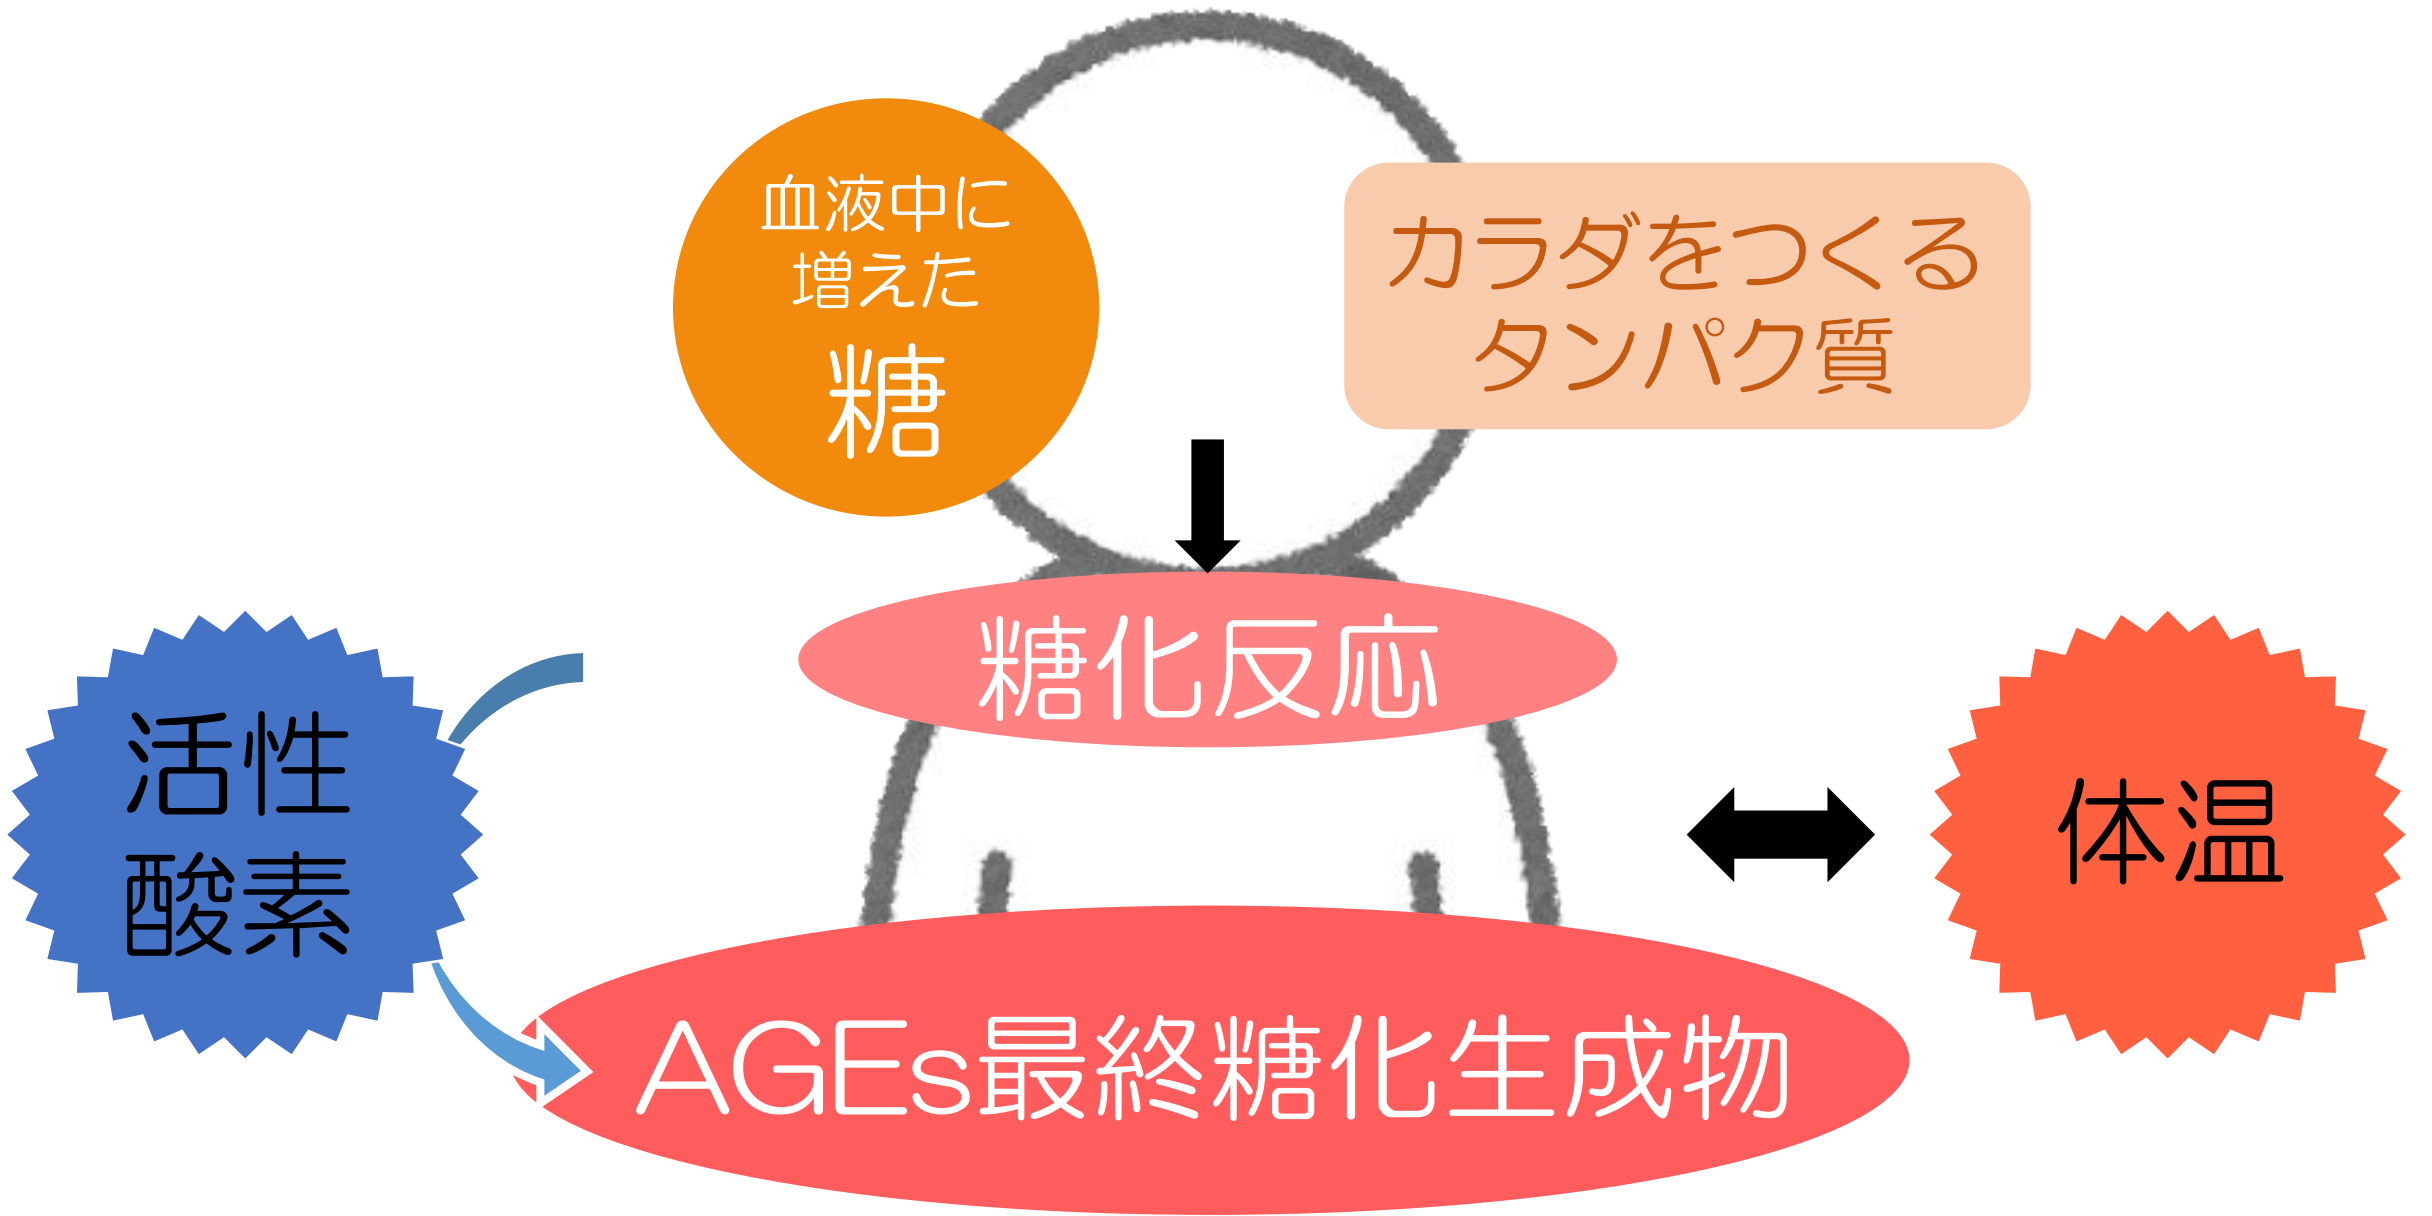 血液中に
増えた
糖
カラダをつくる
タンパク質
糖化反応
活性
酸素
体温
AGEs最終糖化生成物